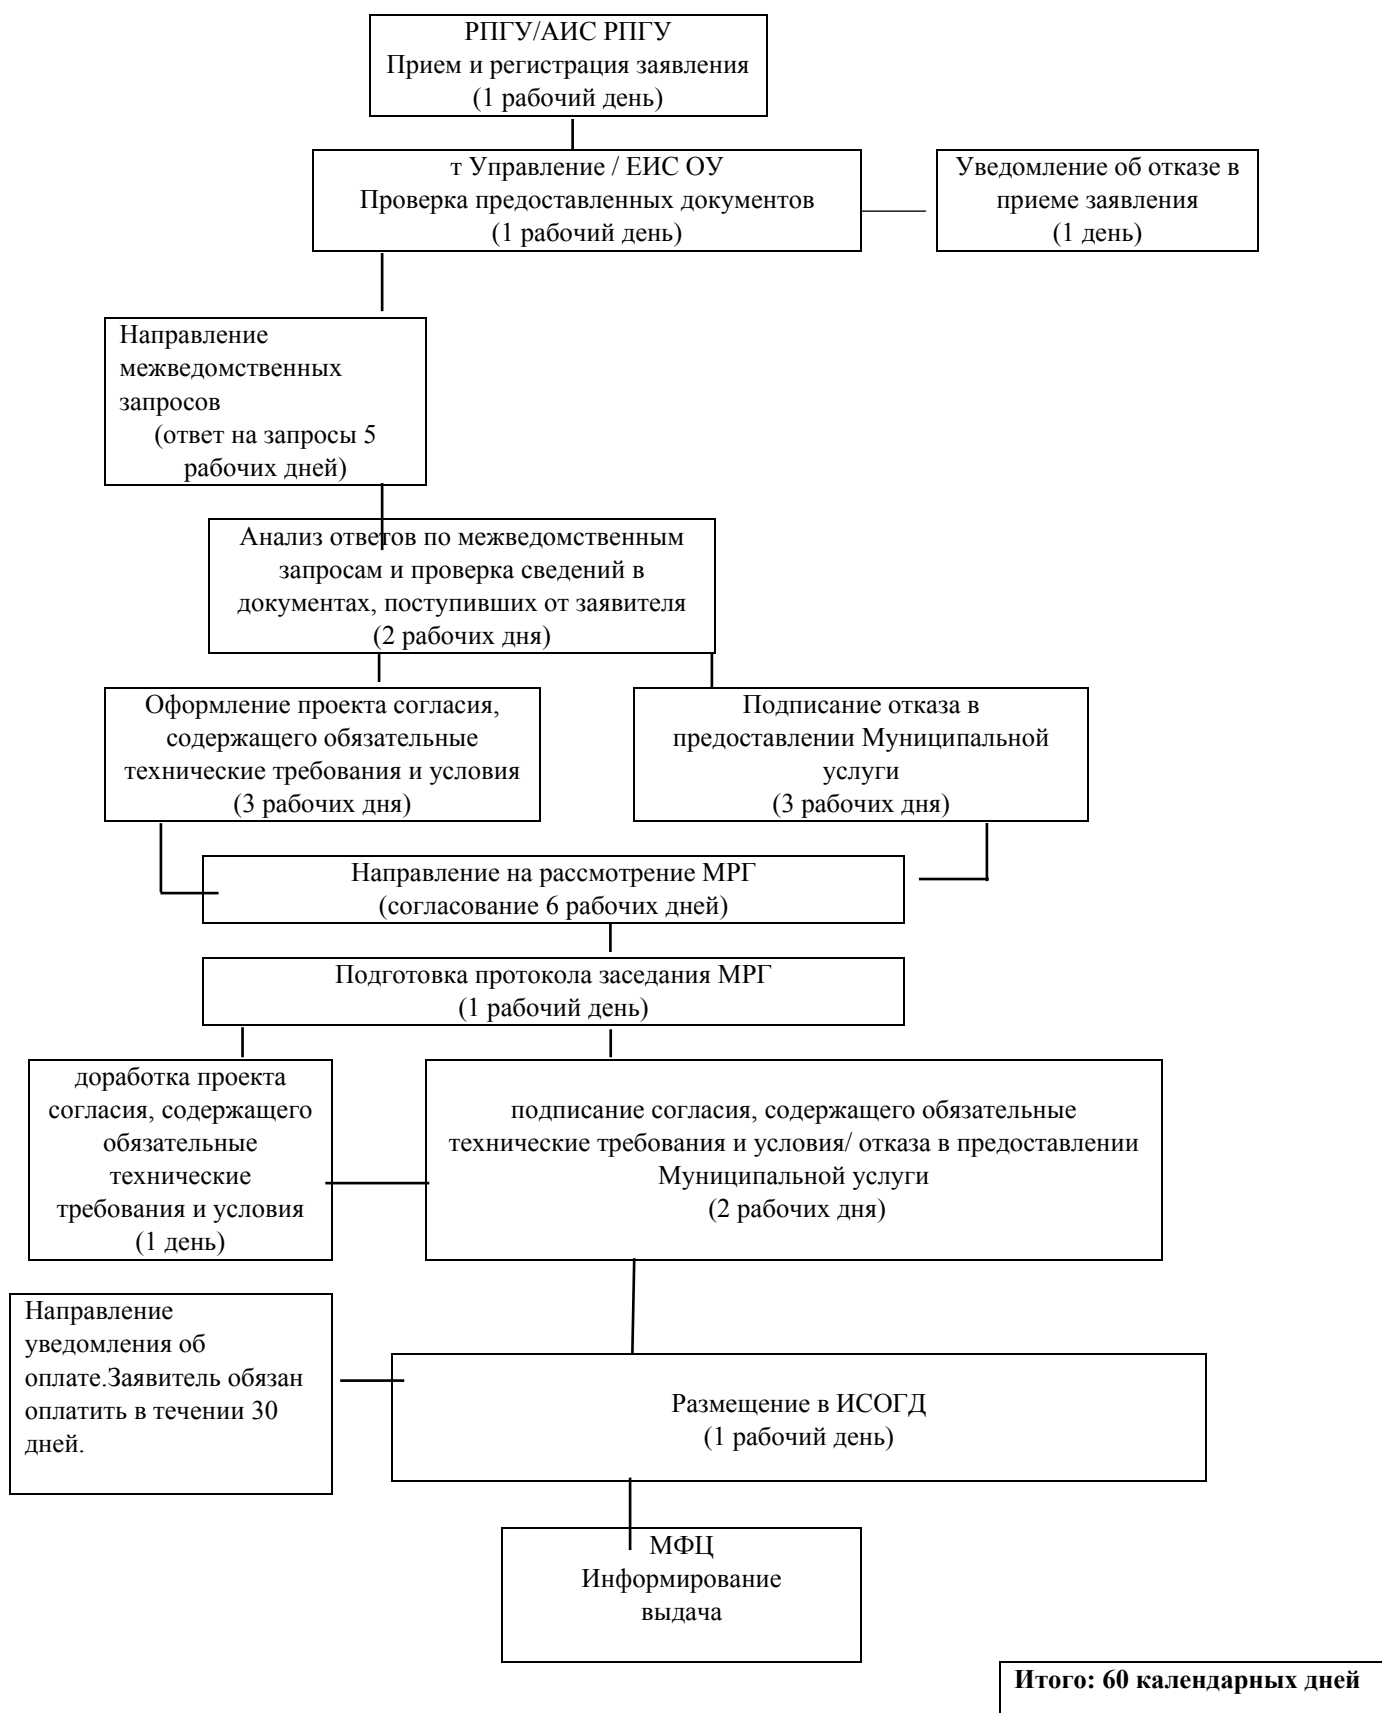 РПГУ/АИС РПГУ
Прием и регистрация заявления
(1 рабочий день)
т Управление / ЕИС ОУ
Проверка предоставленных документов
(1 рабочий день)
Уведомление об отказе в
приеме заявления
(1 день)
Направление
межведомственных
запросов
(ответ на запросы 5
рабочих дней)
Анализ ответов по межведомственным
запросам и проверка сведений в
документах, поступивших от заявителя
(2 рабочих дня)
Оформление проекта согласия,
содержащего обязательные
технические требования и условия
(3 рабочих дня)
Подписание отказа в
предоставлении Муниципальной
услуги
(3 рабочих дня)
Направление на рассмотрение МРГ
(согласование 6 рабочих дней)
Подготовка протокола заседания МРГ
(1 рабочий день)
доработка проекта
согласия, содержащего
обязательные
технические
требования и условия
(1 день)
подписание согласия, содержащего обязательные
технические требования и условия/ отказа в предоставлении
Муниципальной услуги
(2 рабочих дня)
Направление
уведомления об
оплате.Заявитель обязан
оплатить в течении 30
дней.
Размещение в ИСОГД
(1 рабочий день)
МФЦ
Информирование
выдача
Итого: 60 календарных дней